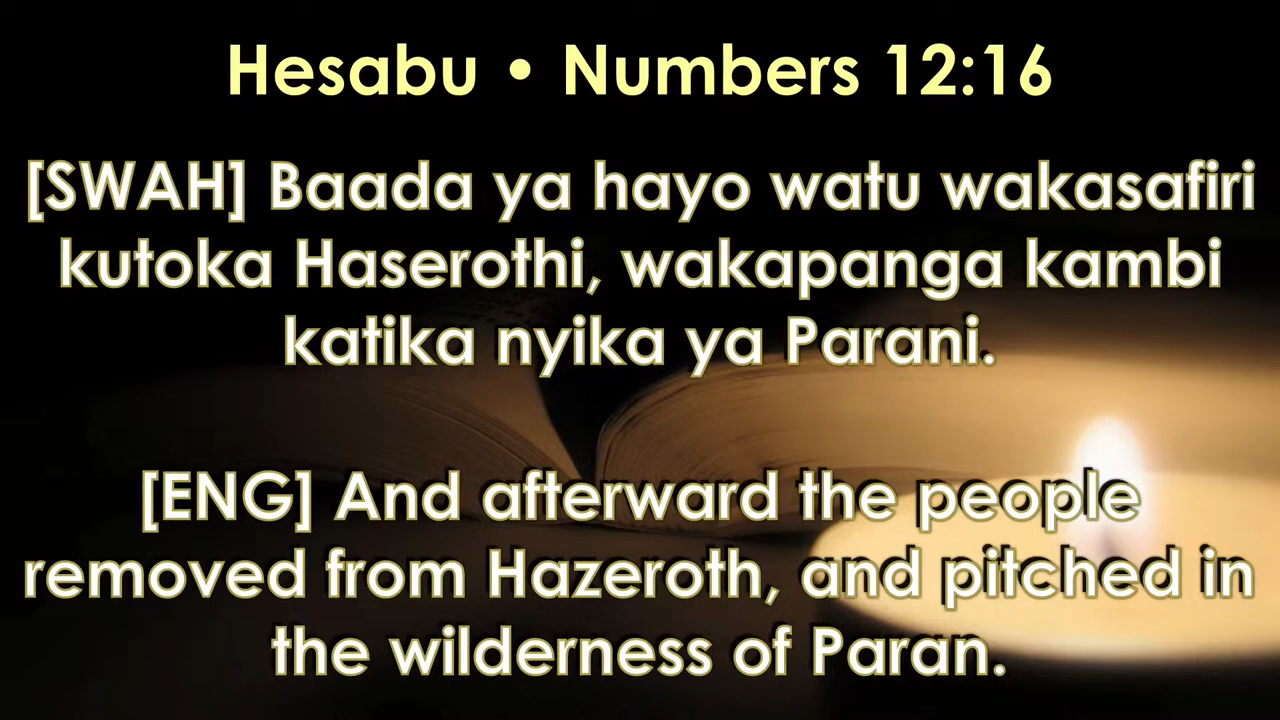 Hesabu • Numbers 12:16
[SWAH] Baada ya hayo watu wakasafiri
kutoka Haserothi, wakapanga kambi
katika nyika ya Parani.
[ENG] And afterward the people
removed from Hazeroth, and pitched in
the wilderness of Paran.